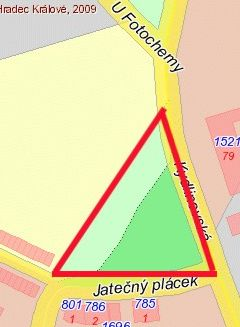 Hradec Králové, 2009
U Fotochemy
1521
79
Kydlinovská
Jatečný plácek
801
786
785
1
2
1
1696